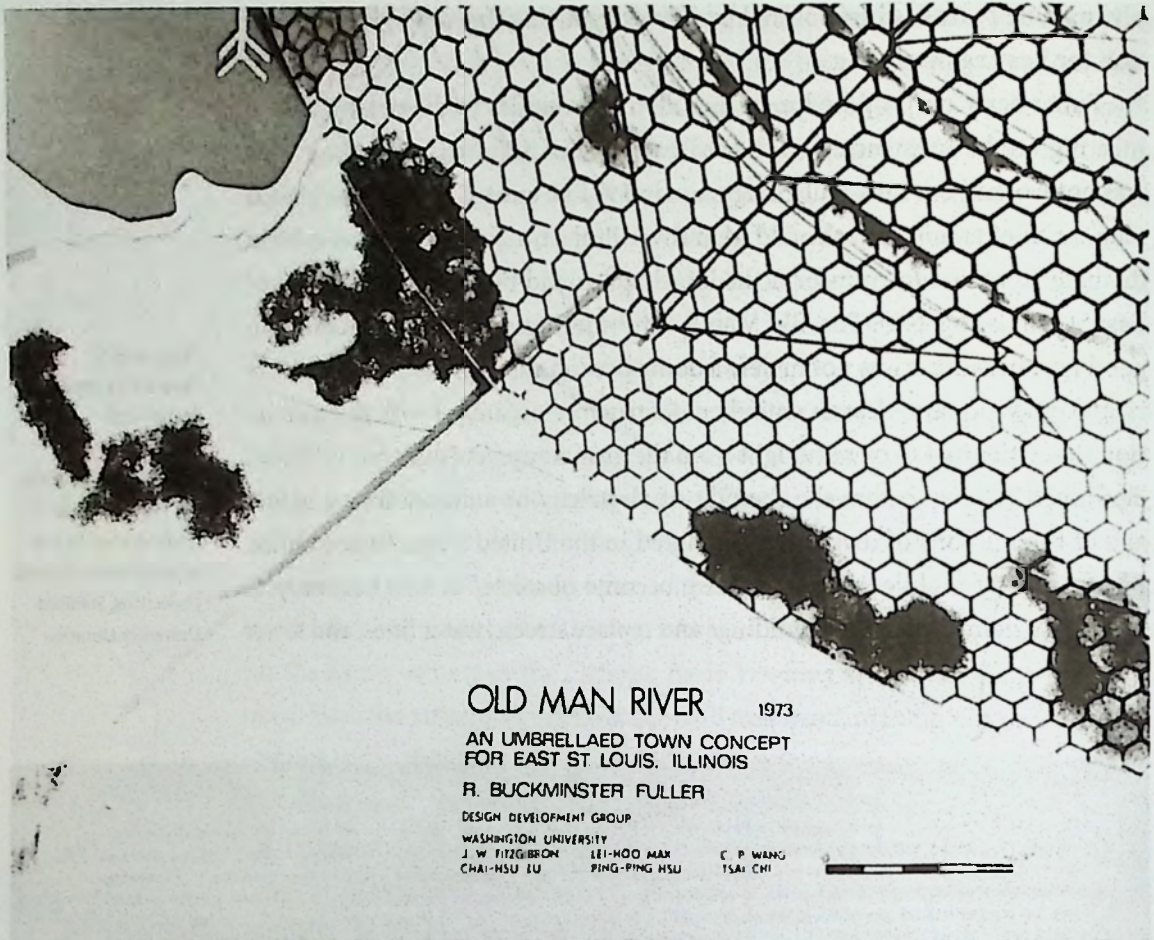 OLD MAN RIVER 1973
AN UMBRELLAED TOWN CONCEPT
FOR EAST ST. LOUIS, ILLINOIS
R. BUCKMINSTER FULLER
DESIGN DEVELOPMENT GROUP
WASHINGTON UNIVERSITY
J. W. FITZGIBBON LEI-HOO MAK C. P. WANG
CHAI-HSU LU PING-PING HSU TSAI CHI